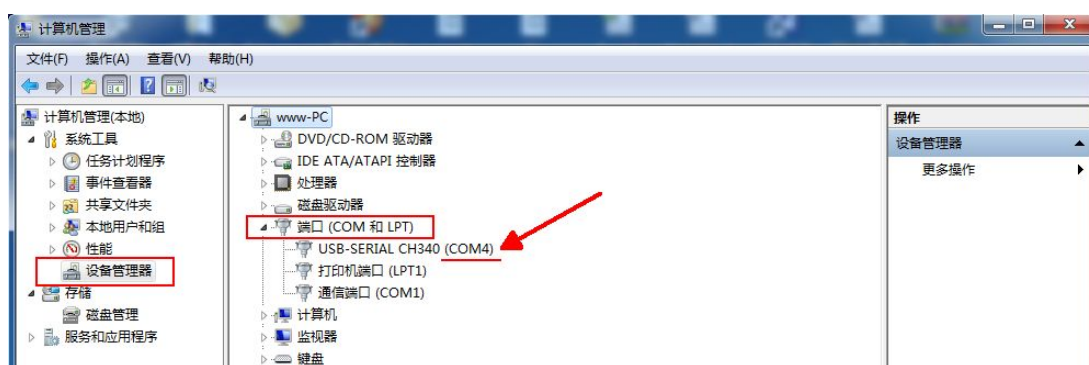 计算机管理
文件(F) 操作(A) 查看(V) 帮助(H)
计算机管理(本地)
系统工具
任务计划程序
事件查看器
共享文件夹
本地用户和组
性能
设备管理器
存储
磁盘管理
服务和应用程序
www-PC
DVD/CD-ROM 驱动器
IDE ATA/ATAPI 控制器
处理器
磁盘驱动器
端口 (COM 和 LPT)
USB-SERIAL CH340 (COM4)
打印机端口 (LPT1)
通信端口 (COM1)
计算机
监视器
键盘
操作
设备管理器
更多操作